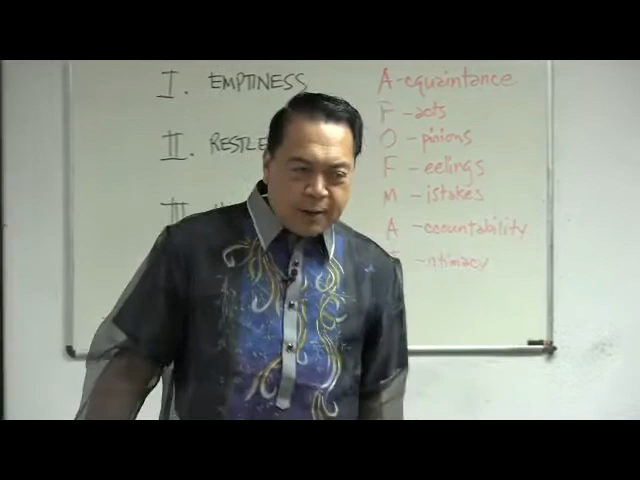 I. EMPTINESS
II.
III
A-cquaintance
F-acts
O-pinions
F-eelings
M-istakes
A-ccountability
-ntimacy